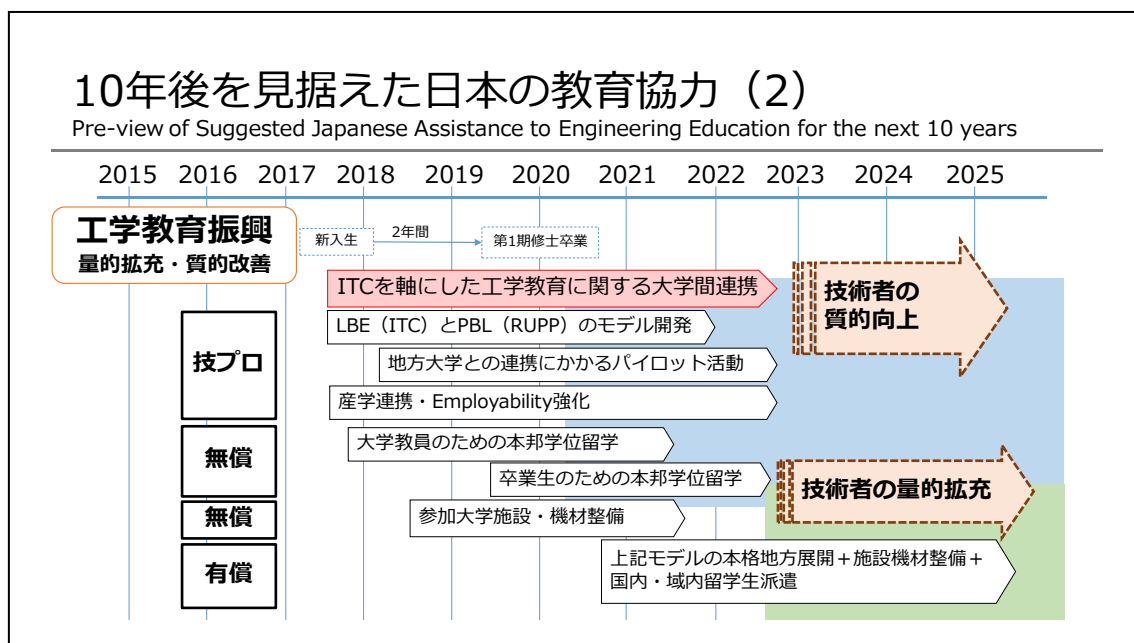 10年後を見据えた日本の教育協力（2）
Pre-view of Suggested Japanese Assistance to Engineering Education for the next 10 years
2015 2016 2017 2018 2019 2020 2021 2022 2023 2024 2025
工学教育振興
量的拡充・質的改善
新入生
2年間
第1期修士卒業
ITCを軸にした工学教育に関する大学間連携
技術者の
質的向上
技プロ
LBE（ITC）とPBL（RUPP）のモデル開発
地方大学との連携にかかるパイロット活動
産学連携・Employability強化
無償
大学教員のための本邦学位留学
卒業生のための本邦学位留学
技術者の量的拡充
無償
参加大学施設・機材整備
有償
上記モデルの本格地方展開＋施設機材整備＋
国内・域内留学生派遣